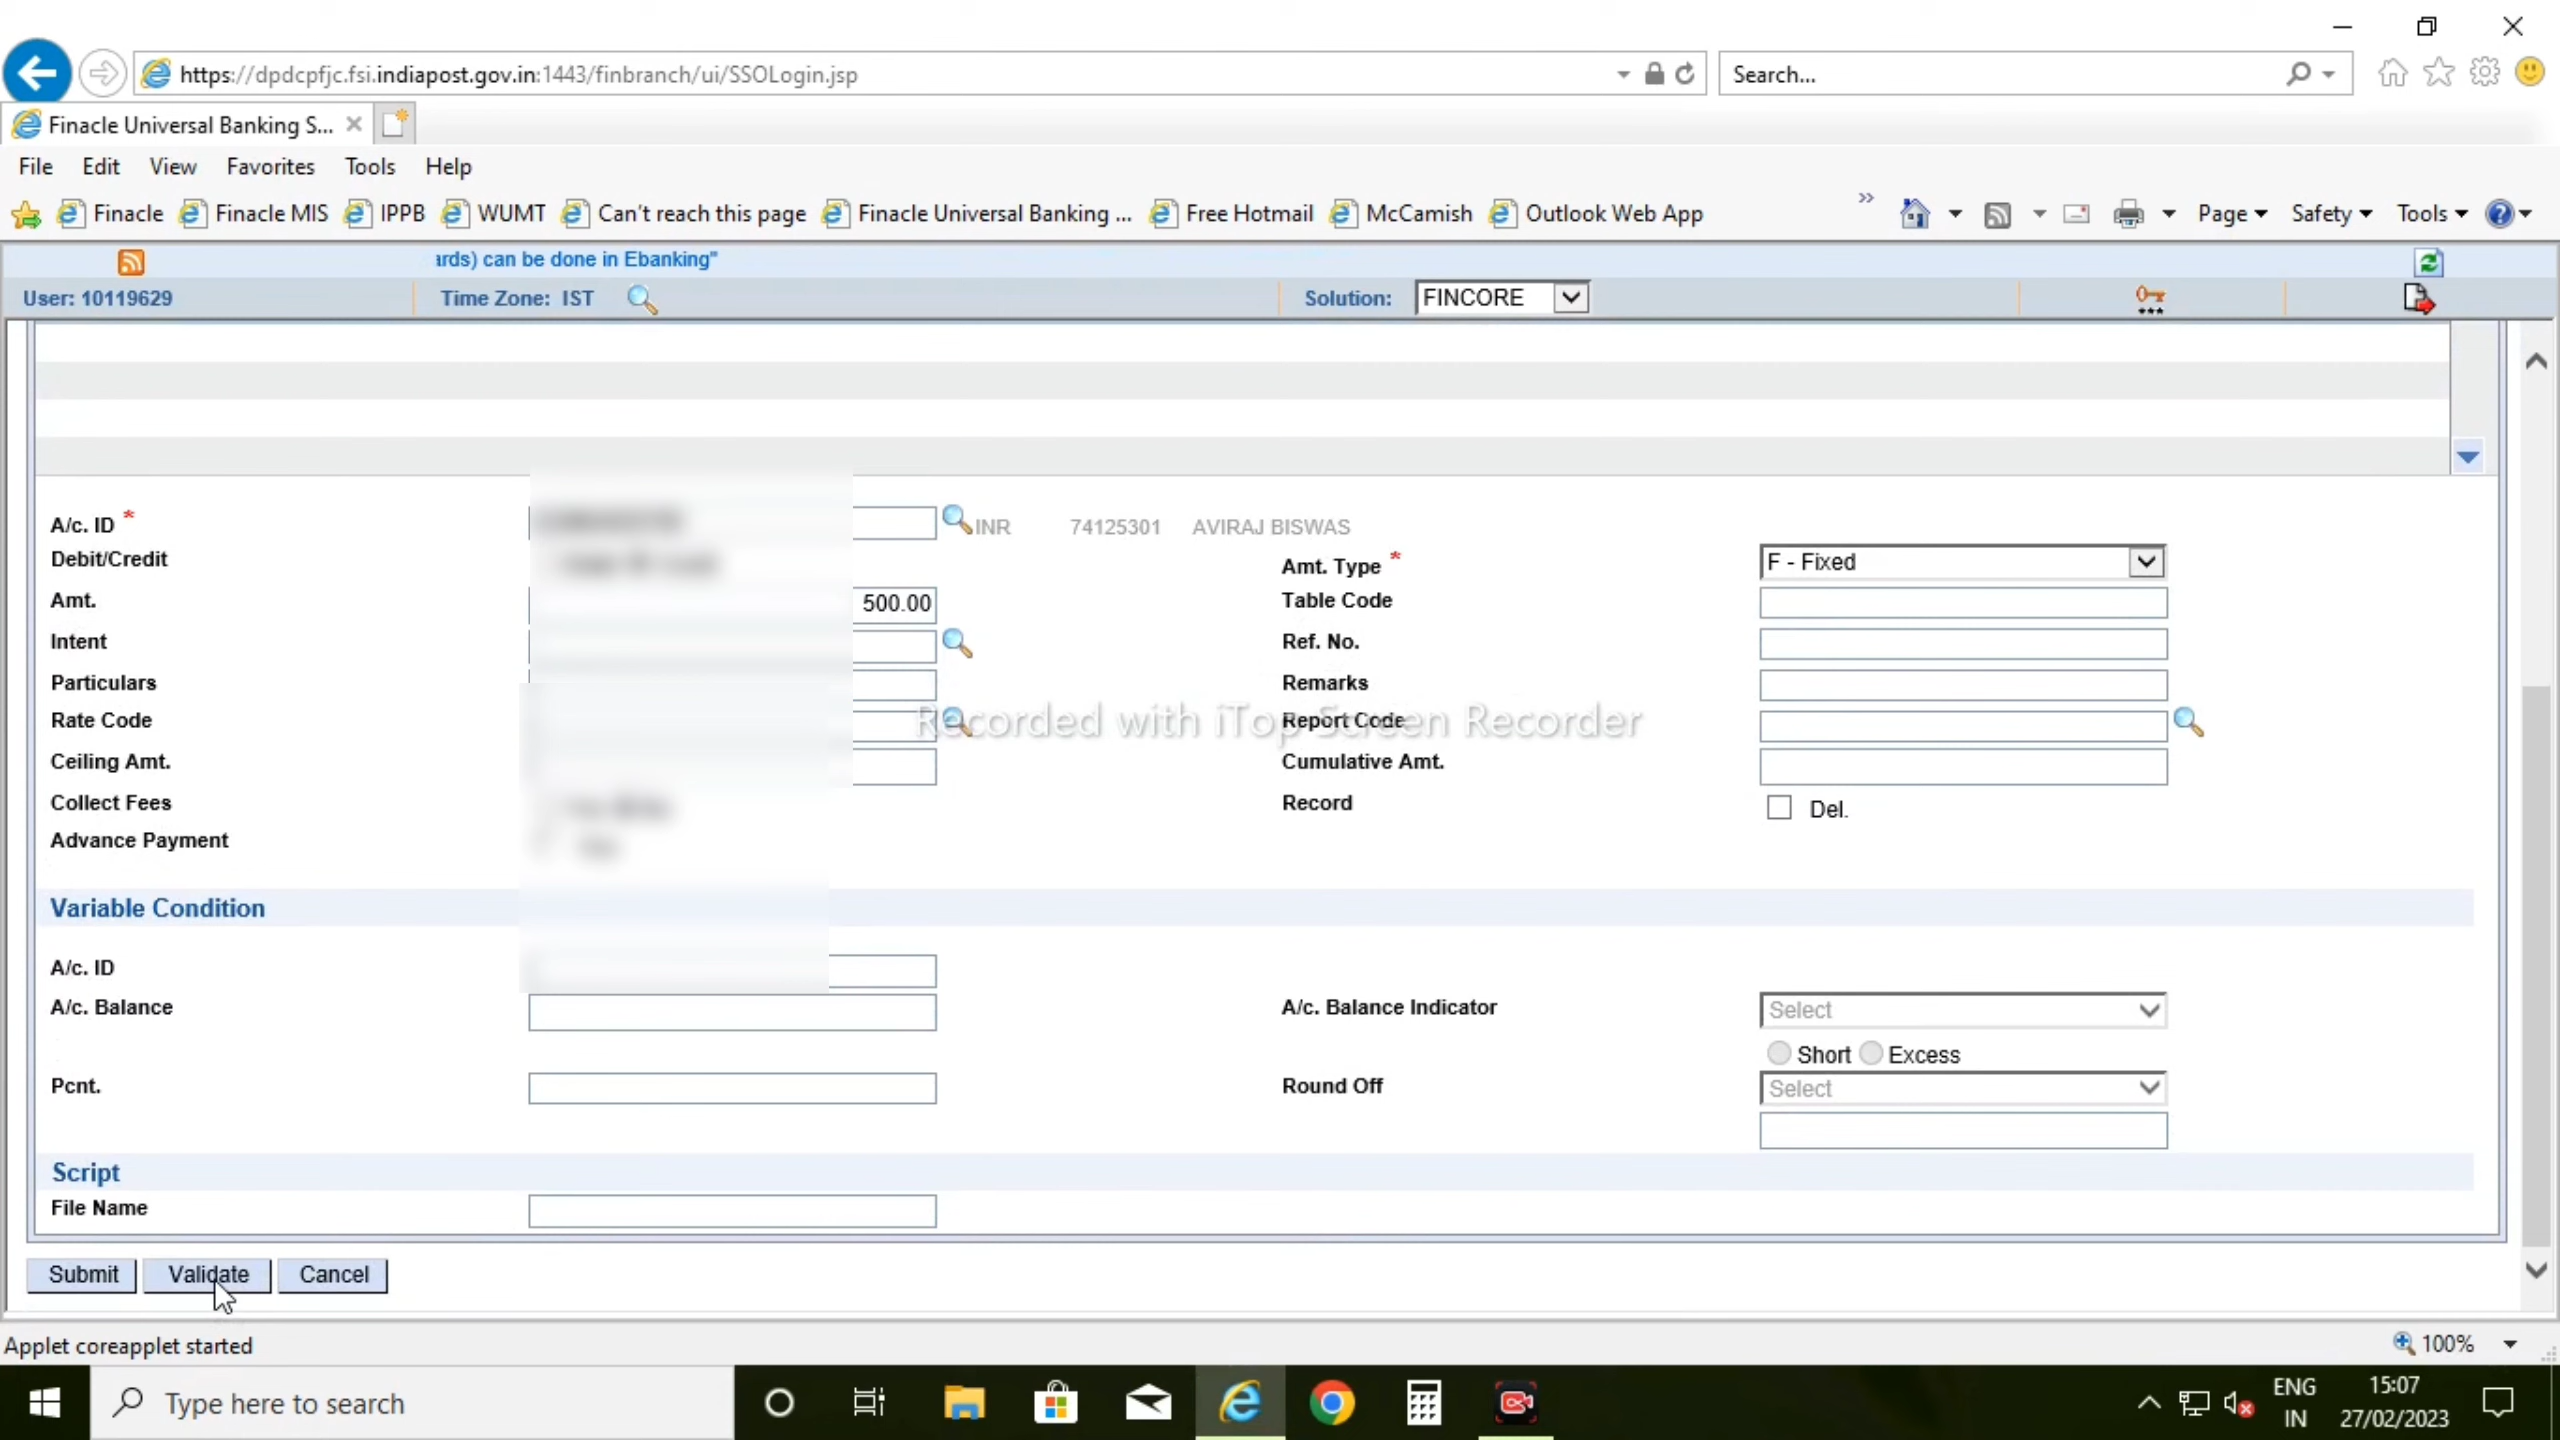 https://dpdcpfjc.fsi.indiapost.gov.in:1443/finbranch/ui/SSOLogin.jsp
Search...
Finacle Universal Banking S...
File Edit View Favorites Tools Help
Finacle Finacle MIS IPPB WUMT Can't reach this page Finacle Universal Banking ... Free Hotmail McCamish Outlook Web App
Page Safety Tools
ards) can be done in Ebanking"
User: 10119629 Time Zone: IST Solution: FINCORE
A/c. ID * INR 74125301 AVIRAJ BISWAS
Debit/Credit Amt. Type * F - Fixed
Amt. 500.00 Table Code
Intent Ref. No.
Particulars Remarks
Rate Code Report Code
Recorded with iTop Screen Recorder
Ceiling Amt. Cumulative Amt.
Collect Fees Record Del.
Advance Payment
Variable Condition
A/c. ID
A/c. Balance A/c. Balance Indicator Select
Short Excess
Pcnt. Round Off Select
Script
File Name
Submit Validate Cancel
Applet coreapplet started 100%
Type here to search
ENG 15:07
IN 27/02/2023